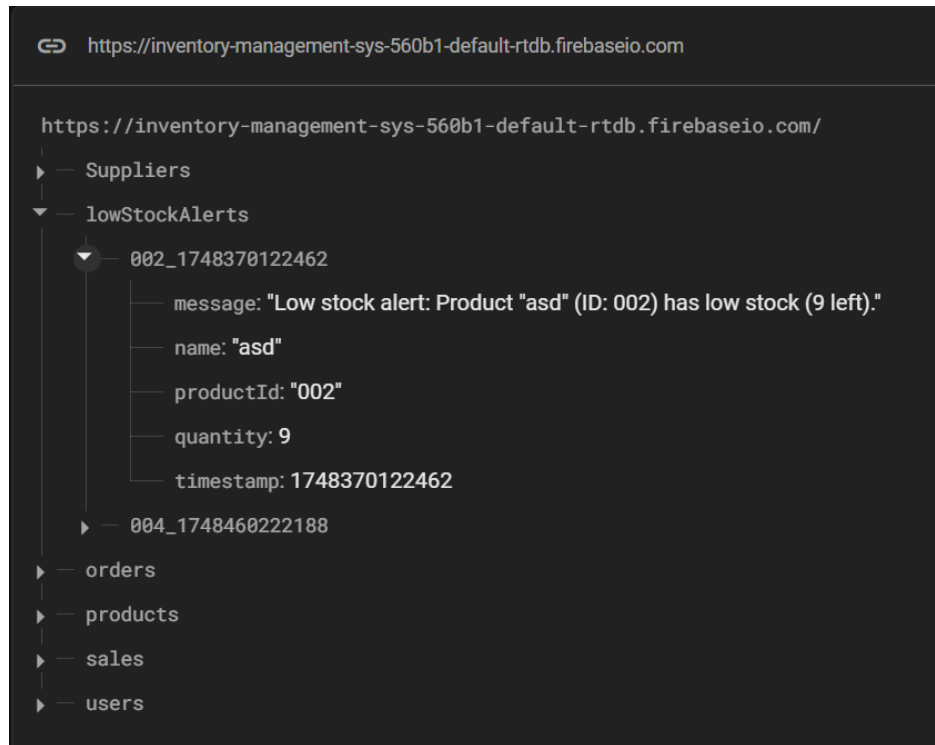 https://inventory-management-sys-560b1-default-rtdb.firebaseio.com
https://inventory-management-sys-560b1-default-rtdb.firebaseio.com/
Suppliers
lowStockAlerts
002_1748370122462
message: "Low stock alert: Product "asd" (ID: 002) has low stock (9 left)."
name: "asd"
productId: "002"
quantity: 9
timestamp: 1748370122462
004_1748460222188
orders
products
sales
users